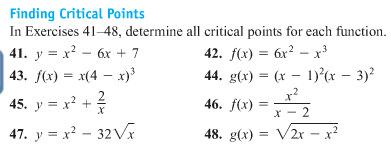 Finding Critical Points
In Exercises 41–48, determine all critical points for each function.
41. y = x² − 6x + 7 42. f(x) = 6x² − x³
43. f(x) = x(4 − x)³ 44. g(x) = (x − 1)²(x − 3)²
45. y = x² + 2/x 46. f(x) = x²/(x − 2)
47. y = x² − 32√x 48. g(x) = √(2x − x²)